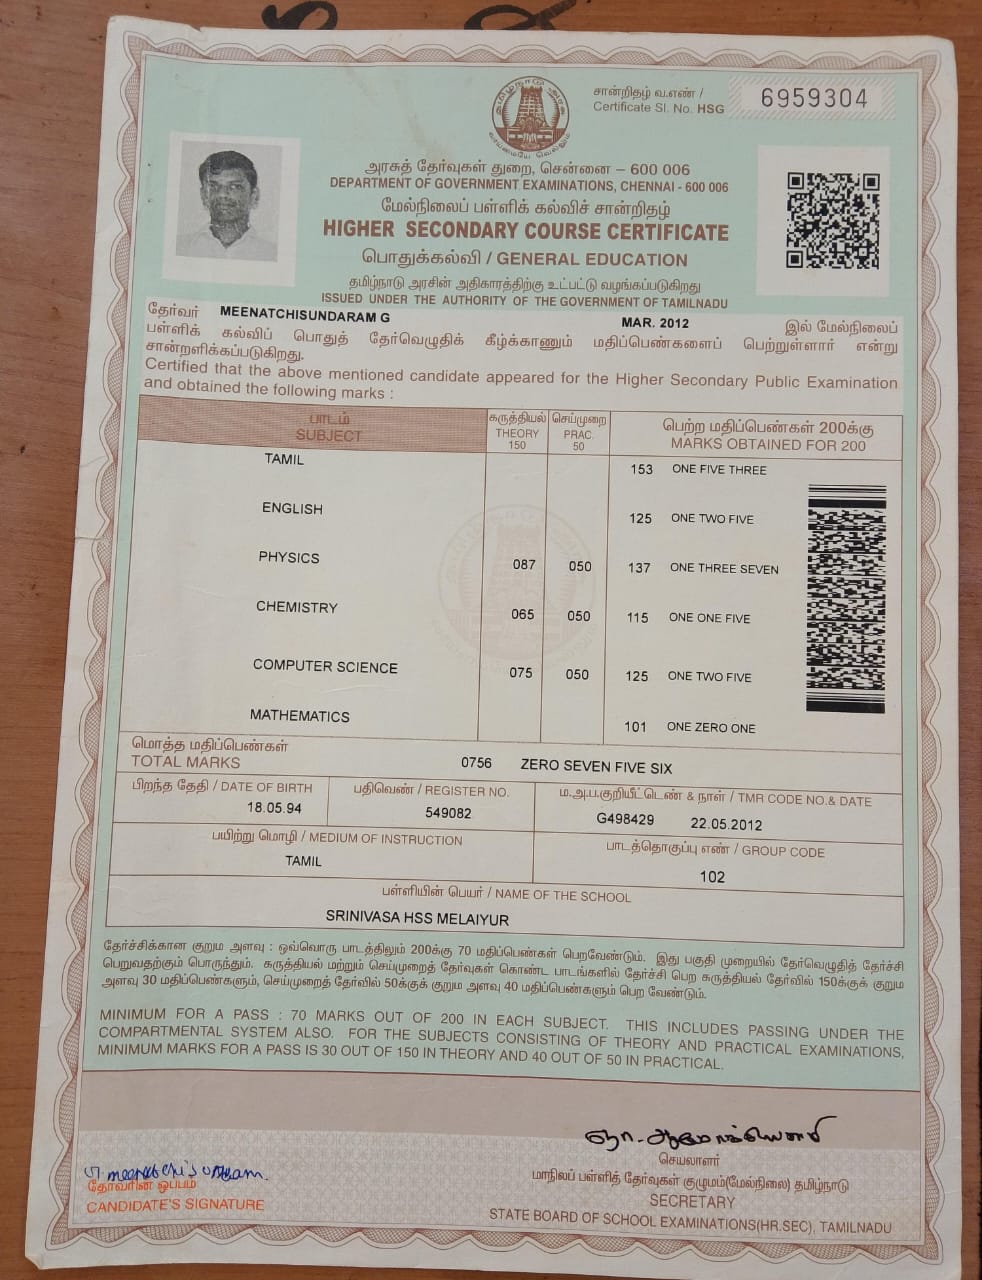 சான்றிதழ் வ.எண் /
Certificate Sl. No. HSG 6959304
தமிழ்நாடு அரசு
வாய்மையே வெல்லும்
அரசுத் தேர்வுகள் துறை, சென்னை – 600 006
DEPARTMENT OF GOVERNMENT EXAMINATIONS, CHENNAI - 600 006
மேல்நிலைப் பள்ளிக் கல்விச் சான்றிதழ்
HIGHER SECONDARY COURSE CERTIFICATE
பொதுக்கல்வி / GENERAL EDUCATION
தமிழ்நாடு அரசின் அதிகாரத்திற்கு உட்பட்டு வழங்கப்படுகிறது
ISSUED UNDER THE AUTHORITY OF THE GOVERNMENT OF TAMILNADU
தேர்வர் MEENATCHISUNDARAM G MAR. 2012 இல் மேல்நிலைப்
பள்ளிக் கல்விப் பொதுத் தேர்வெழுதிக் கீழ்க்காணும் மதிப்பெண்களைப் பெற்றுள்ளார் என்று
சான்றளிக்கப்படுகிறது.
Certified that the above mentioned candidate appeared for the Higher Secondary Public Examination
and obtained the following marks :
பாடம் கருத்தியல் செய்முறை பெற்ற மதிப்பெண்கள் 200க்கு
SUBJECT THEORY PRAC. MARKS OBTAINED FOR 200
150 50
TAMIL 153 ONE FIVE THREE
ENGLISH 125 ONE TWO FIVE
PHYSICS 087 050 137 ONE THREE SEVEN
CHEMISTRY 065 050 115 ONE ONE FIVE
COMPUTER SCIENCE 075 050 125 ONE TWO FIVE
MATHEMATICS 101 ONE ZERO ONE
மொத்த மதிப்பெண்கள்
TOTAL MARKS 0756 ZERO SEVEN FIVE SIX
பிறந்த தேதி / DATE OF BIRTH பதிவெண் / REGISTER NO. ம.அ.ப.குறியீட்டெண் & நாள் / TMR CODE NO.& DATE
18.05.94 549082 G498429 22.05.2012
பயிற்று மொழி / MEDIUM OF INSTRUCTION பாடத்தொகுப்பு எண் / GROUP CODE
TAMIL 102
பள்ளியின் பெயர் / NAME OF THE SCHOOL
SRINIVASA HSS MELAIYUR
தேர்ச்சிக்கான குறும அளவு : ஒவ்வொரு பாடத்திலும் 200க்கு 70 மதிப்பெண்கள் பெறவேண்டும். இது பகுதி முறையில் தேர்வெழுதித் தேர்ச்சி
பெறுவதற்கும் பொருந்தும். கருத்தியல் மற்றும் செய்முறைத் தேர்வுகள் கொண்ட பாடங்களில் தேர்ச்சி பெற கருத்தியல் தேர்வில் 150க்குக் குறும
அளவு 30 மதிப்பெண்களும், செய்முறைத் தேர்வில் 50க்குக் குறும அளவு 40 மதிப்பெண்களும் பெற வேண்டும்.
MINIMUM FOR A PASS : 70 MARKS OUT OF 200 IN EACH SUBJECT. THIS INCLUDES PASSING UNDER THE
COMPARTMENTAL SYSTEM ALSO. FOR THE SUBJECTS CONSISTING OF THEORY AND PRACTICAL EXAMINATIONS,
MINIMUM MARKS FOR A PASS IS 30 OUT OF 150 IN THEORY AND 40 OUT OF 50 IN PRACTICAL.
செயலாளர்
மாநிலப் பள்ளித் தேர்வுகள் குழுமம்(மேல்நிலை) தமிழ்நாடு
SECRETARY
STATE BOARD OF SCHOOL EXAMINATIONS(HR.SEC), TAMILNADU
தேர்வரின் ஒப்பம்
CANDIDATE'S SIGNATURE